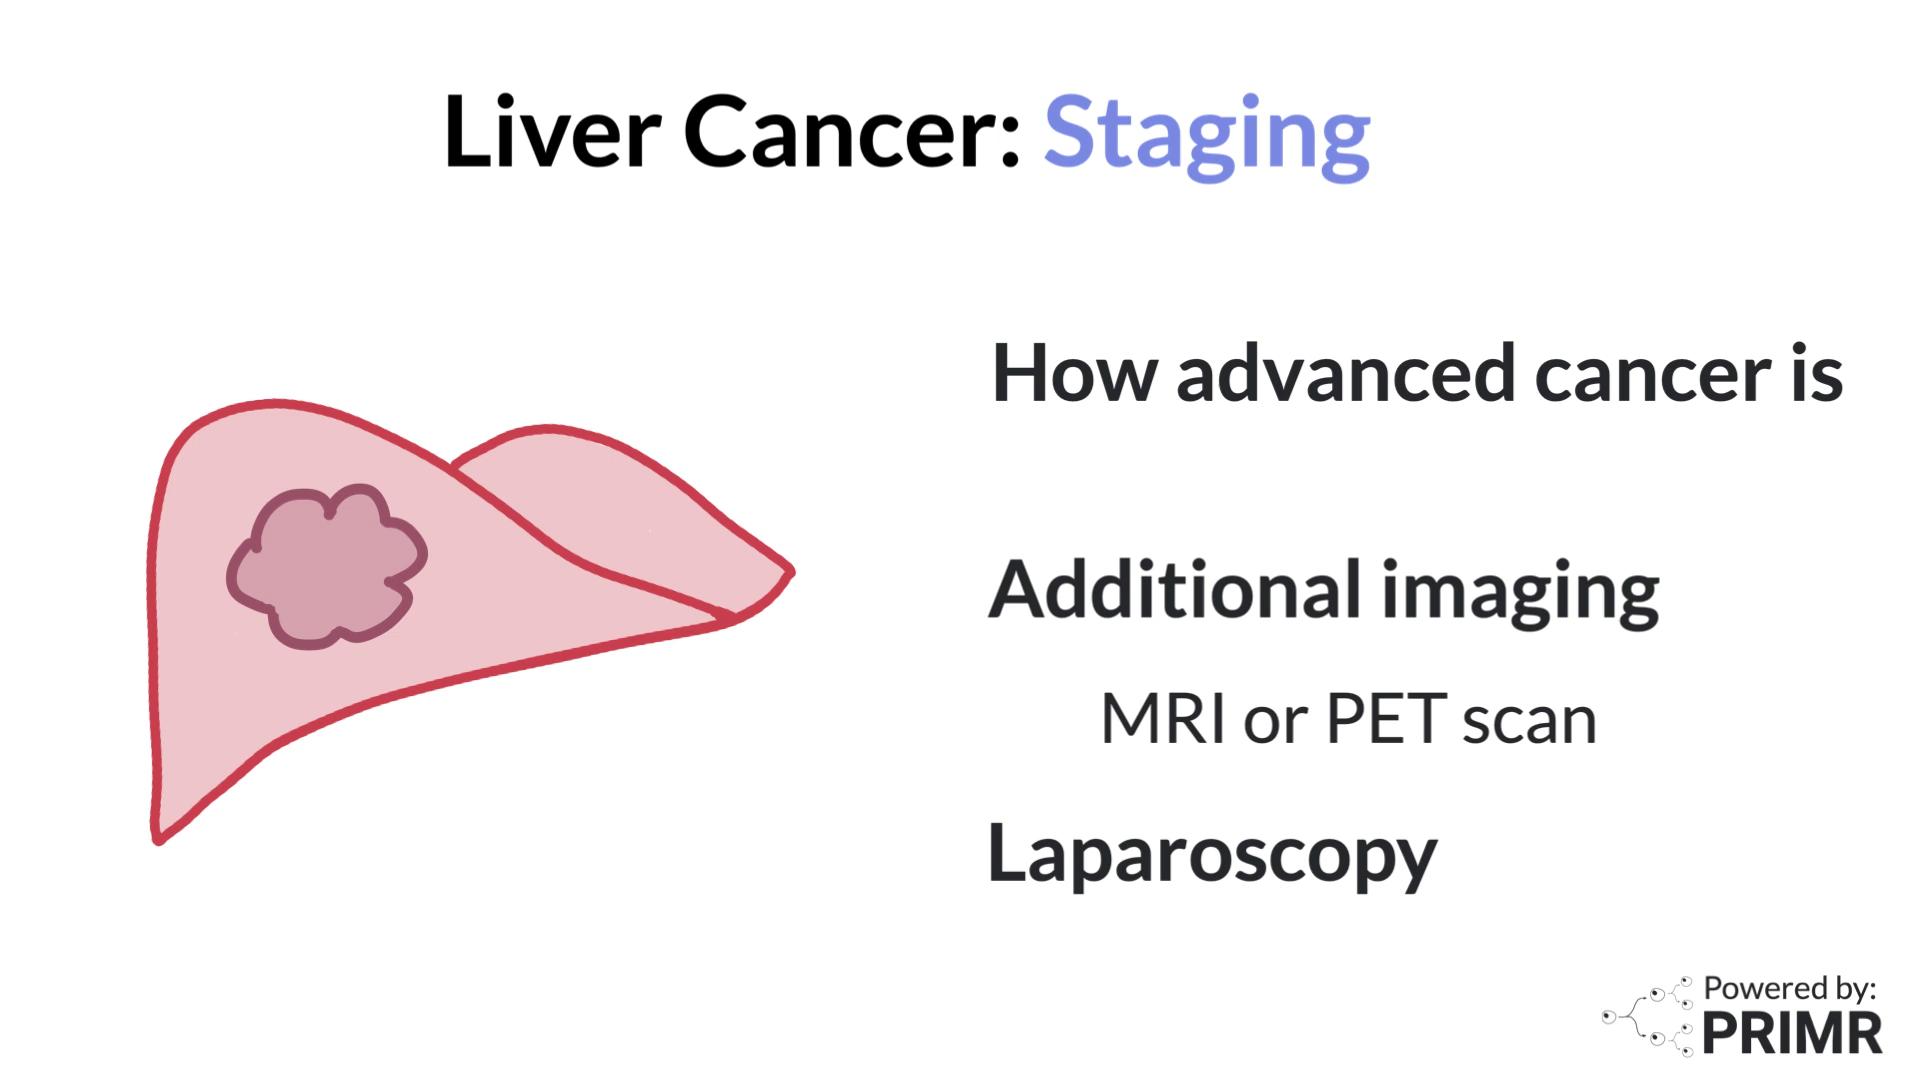 Liver Cancer: Staging
How advanced cancer is
Additional imaging
MRI or PET scan
Laparoscopy
Powered by:
PRIMR